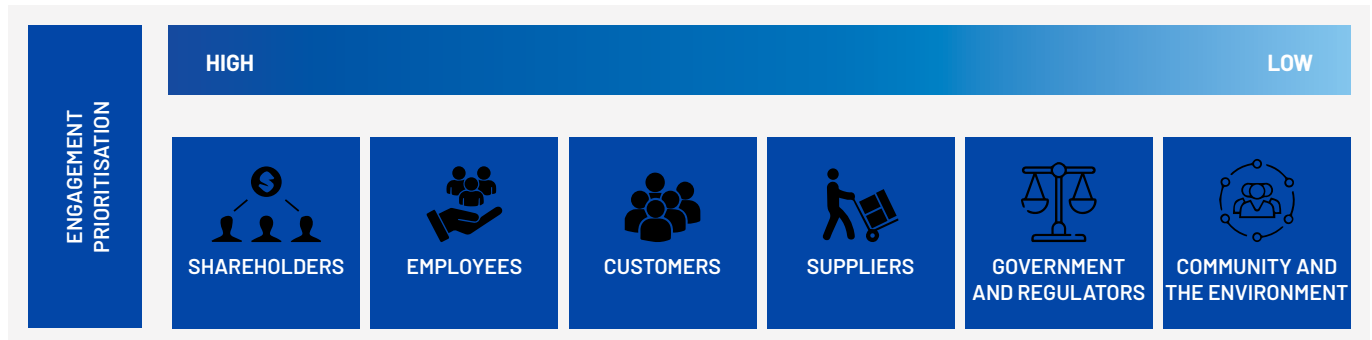 ENGAGEMENT
PRIORITISATION
HIGH
LOW
SHAREHOLDERS
EMPLOYEES
CUSTOMERS
SUPPLIERS
GOVERNMENT
AND REGULATORS
COMMUNITY AND
THE ENVIRONMENT